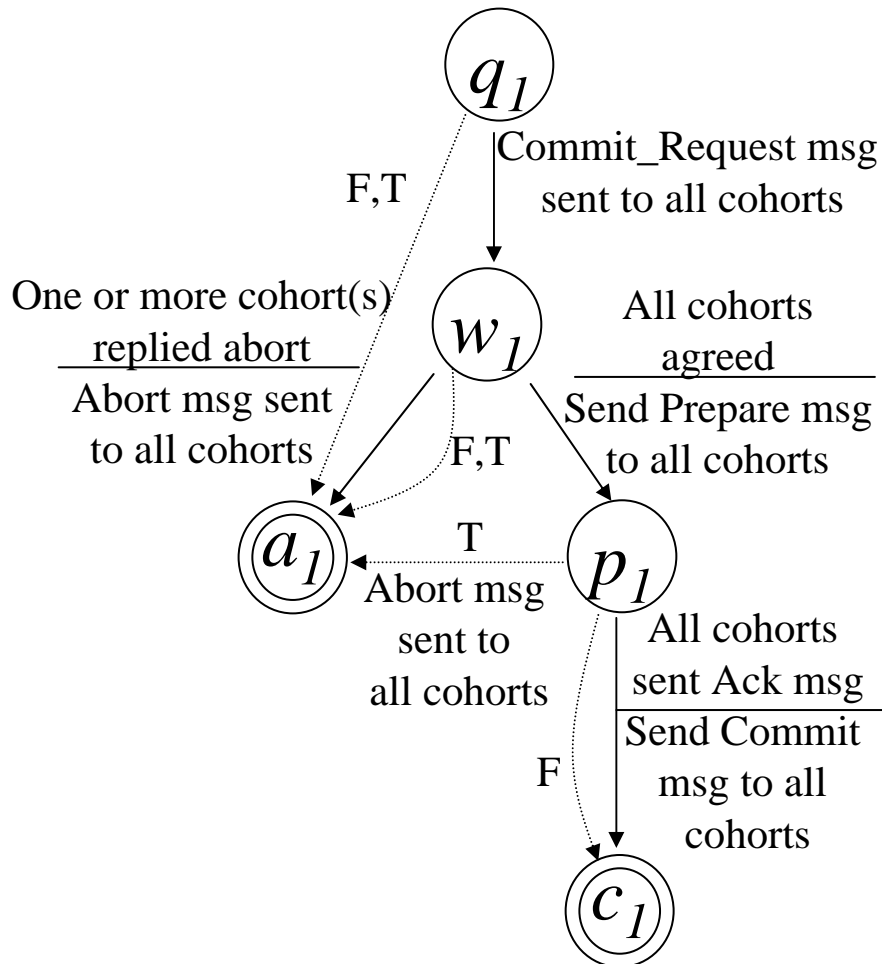 q1
Commit_Request msg
sent to all cohorts
F,T
One or more cohort(s)
replied abort
Abort msg sent
to all cohorts
w1
All cohorts
agreed
Send Prepare msg
to all cohorts
F,T
a1
T
Abort msg
sent to
all cohorts
p1
All cohorts
sent Ack msg
Send Commit
msg to all
cohorts
F
c1